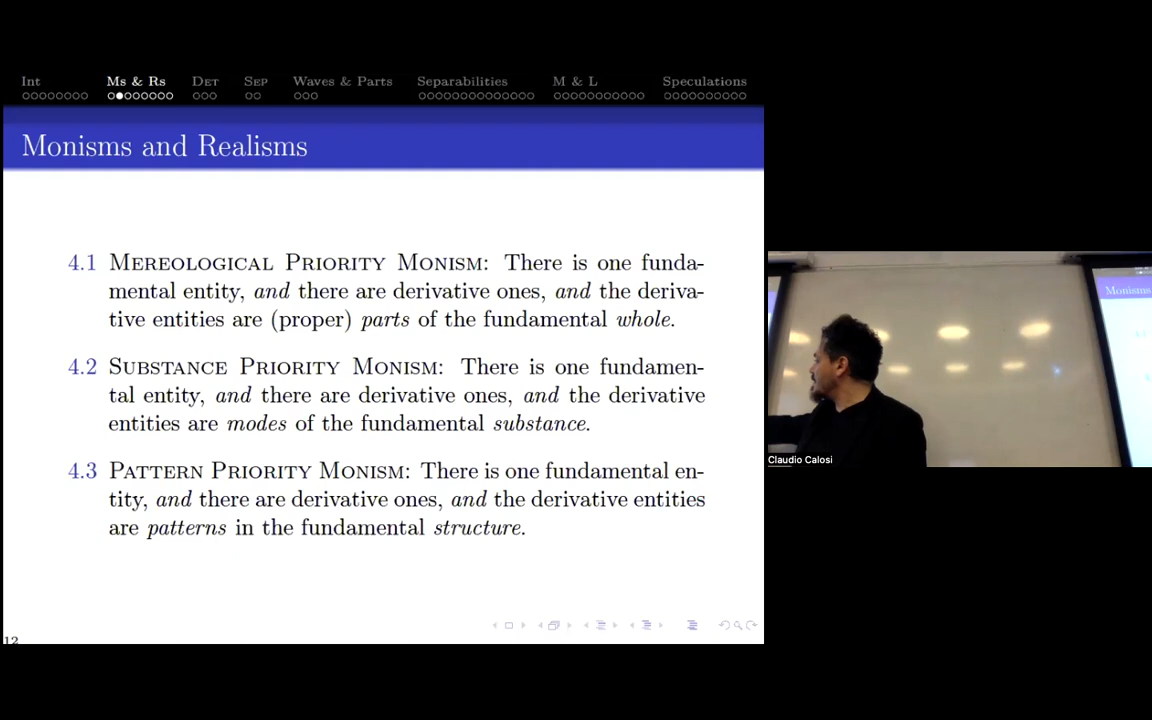 Int Ms & Rs Det Sep Waves & Parts Separabilities M & L Speculations
Monisms and Realisms
4.1 Mereological Priority Monism: There is one funda-
mental entity, and there are derivative ones, and the deriva-
tive entities are (proper) parts of the fundamental whole.
4.2 Substance Priority Monism: There is one fundamen-
tal entity, and there are derivative ones, and the derivative
entities are modes of the fundamental substance.
4.3 Pattern Priority Monism: There is one fundamental en-
tity, and there are derivative ones, and the derivative entities
are patterns in the fundamental structure.
12
Monisms
Claudio Calosi